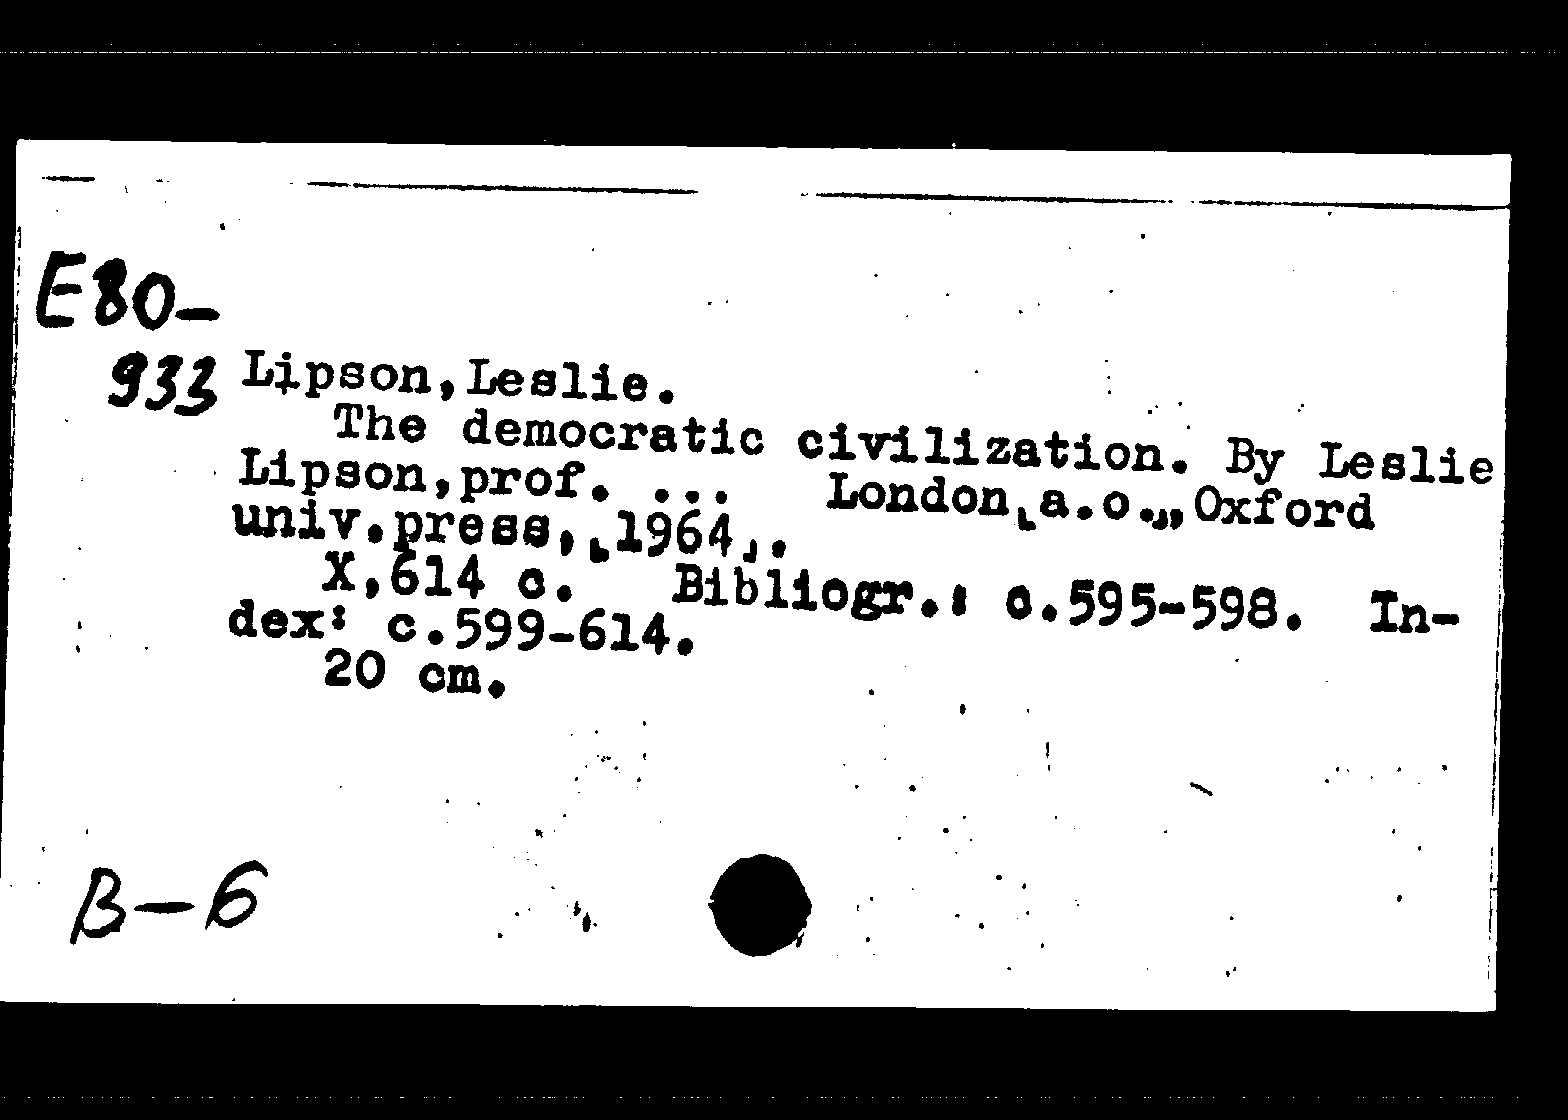 E80-
933
Lipson,Leslie.
The democratic civilization. By Leslie
Lipson,prof. ... London[a.o.],Oxford
univ.press,[1964].
X,614 c. Bibliogr.: c.595-598. In-
dex: c.599-614.
20 cm.
B-6